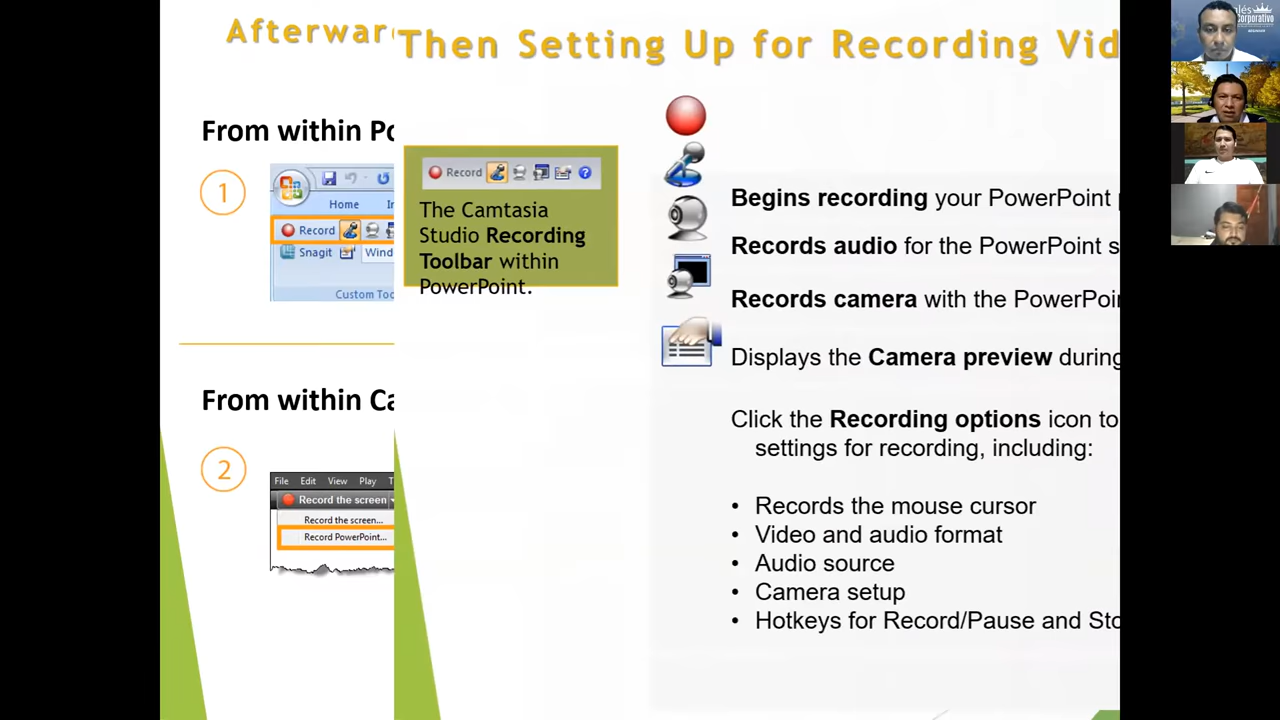 Afterwar
Then Setting Up for Recording Vid
From within Po
1
Home
Record
Snagit
Wind
Custom Too
Record
The Camtasia
Studio Recording
Toolbar within
PowerPoint.
Begins recording your PowerPoint
Records audio for the PowerPoint s
Records camera with the PowerPoin
Displays the Camera preview during
Click the Recording options icon to
settings for recording, including:
• Records the mouse cursor
• Video and audio format
• Audio source
• Camera setup
• Hotkeys for Record/Pause and Sto
From within Ca
2
File Edit View Play T
Record the screen
Record the screen...
Record PowerPoint...
glés
Corporativo